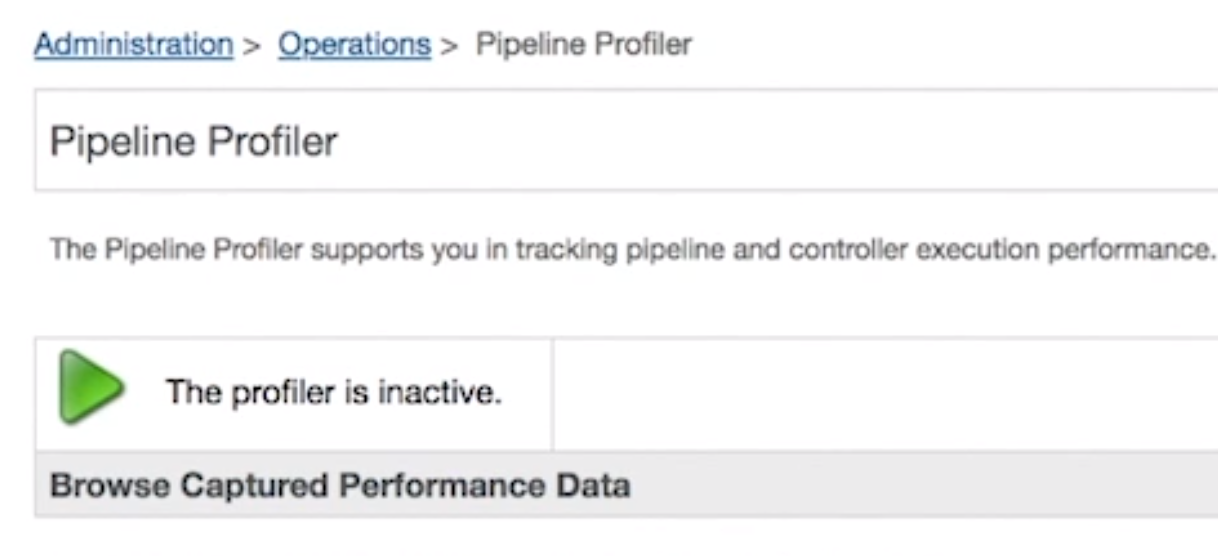 Administration > Operations > Pipeline Profiler
Pipeline Profiler
The Pipeline Profiler supports you in tracking pipeline and controller execution performance.
The profiler is inactive.
Browse Captured Performance Data